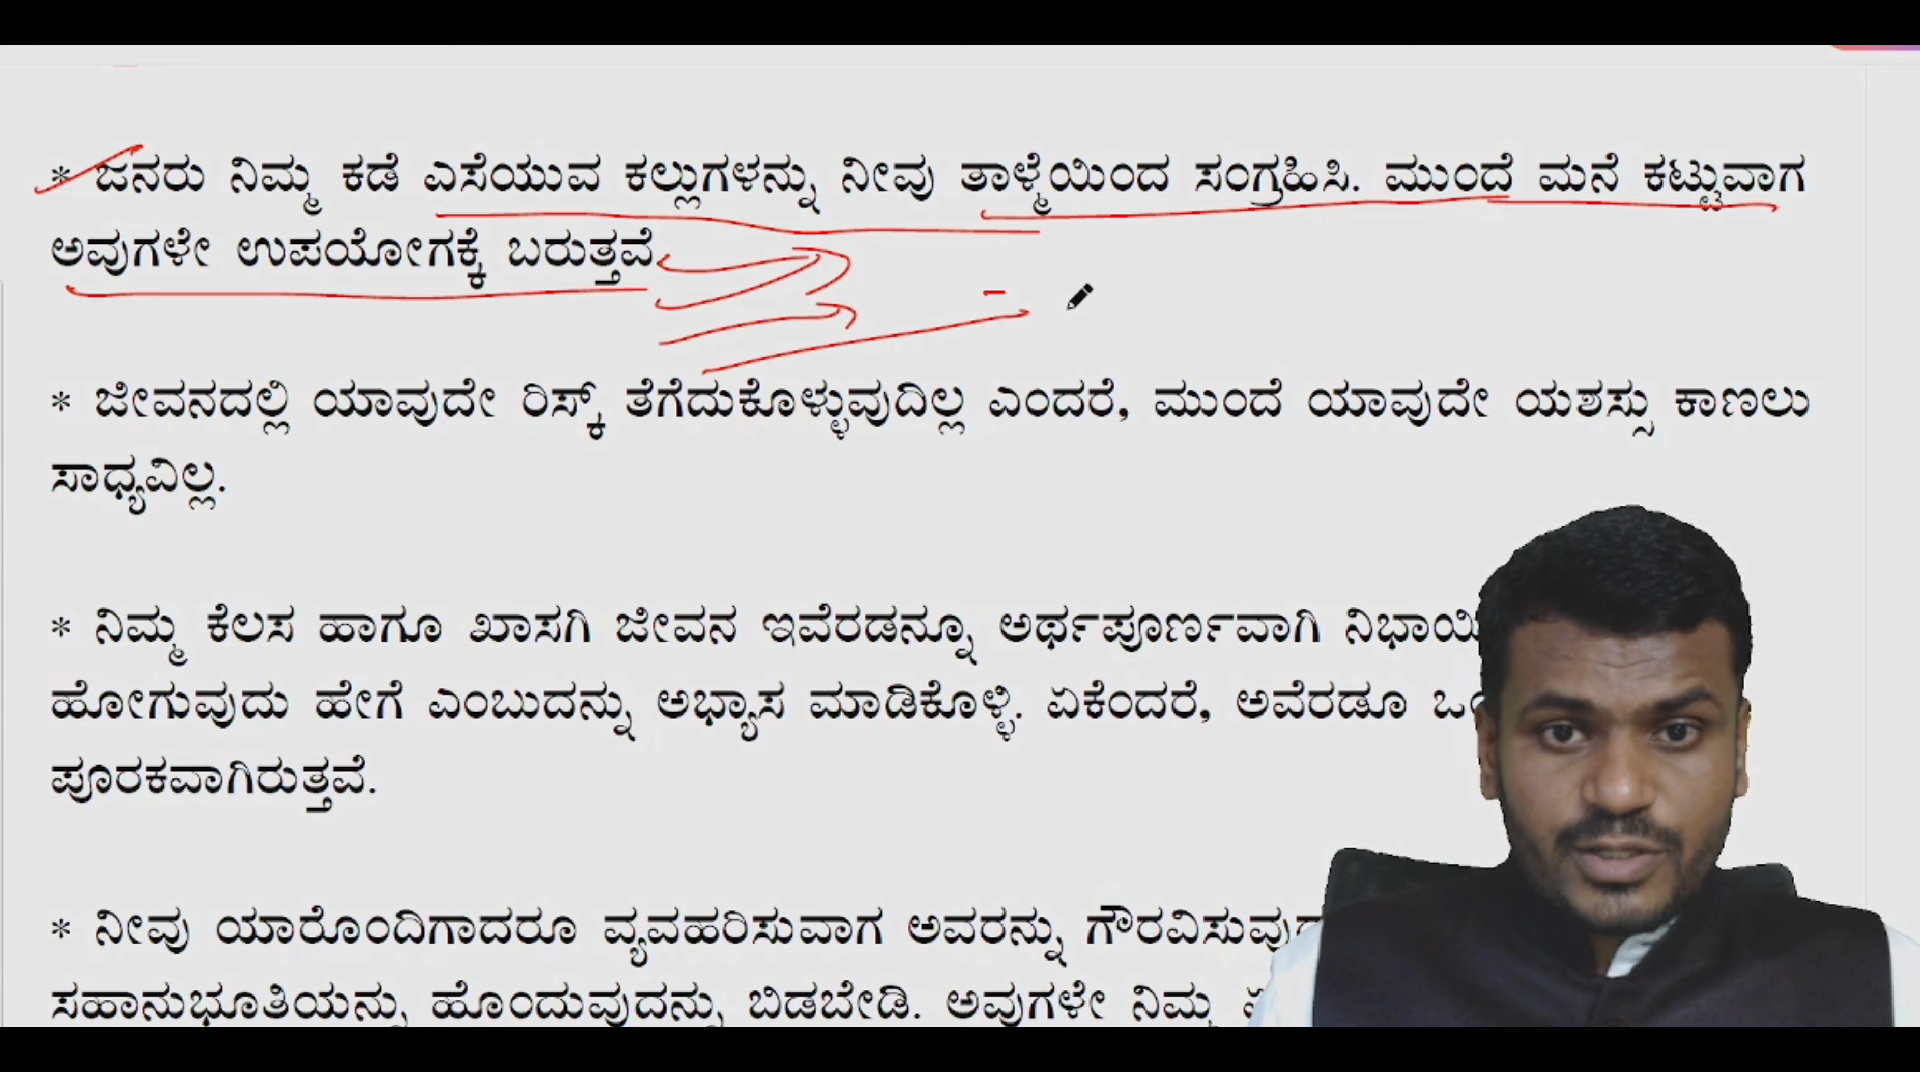 * ಜನರು ನಿಮ್ಮ ಕಡೆ ಎಸೆಯುವ ಕಲ್ಲುಗಳನ್ನು ನೀವು ತಾಳ್ಮೆಯಿಂದ ಸಂಗ್ರಹಿಸಿ. ಮುಂದೆ ಮನೆ ಕಟ್ಟುವಾಗ
ಅವುಗಳೇ ಉಪಯೋಗಕ್ಕೆ ಬರುತ್ತವೆ
* ಜೀವನದಲ್ಲಿ ಯಾವುದೇ ರಿಸ್ಕ್ ತೆಗೆದುಕೊಳ್ಳುವುದಿಲ್ಲ ಎಂದರೆ, ಮುಂದೆ ಯಾವುದೇ ಯಶಸ್ಸು ಕಾಣಲು
ಸಾಧ್ಯವಿಲ್ಲ.
* ನಿಮ್ಮ ಕೆಲಸ ಹಾಗೂ ಖಾಸಗಿ ಜೀವನ ಇವೆರಡನ್ನೂ ಅರ್ಥಪೂರ್ಣವಾಗಿ
ಹೋಗುವುದು ಹೇಗೆ ಎಂಬುದನ್ನು ಅಭ್ಯಾಸ ಮಾಡಿಕೊಳ್ಳಿ. ಏಕೆಂದರೆ, ಅವೆರಡೂ
ಪೂರಕವಾಗಿರುತ್ತವೆ.
* ನೀವು ಯಾರೊಂದಿಗಾದರೂ ವ್ಯವಹರಿಸುವಾಗ ಅವರನ್ನು
ಸಹಾನುಭೂತಿಯನ್ನು ಹೊಂದುವುದನ್ನು ಬಿಡಬೇಡಿ. ಅವುಗಳೇ ನಿಮ್ಮ